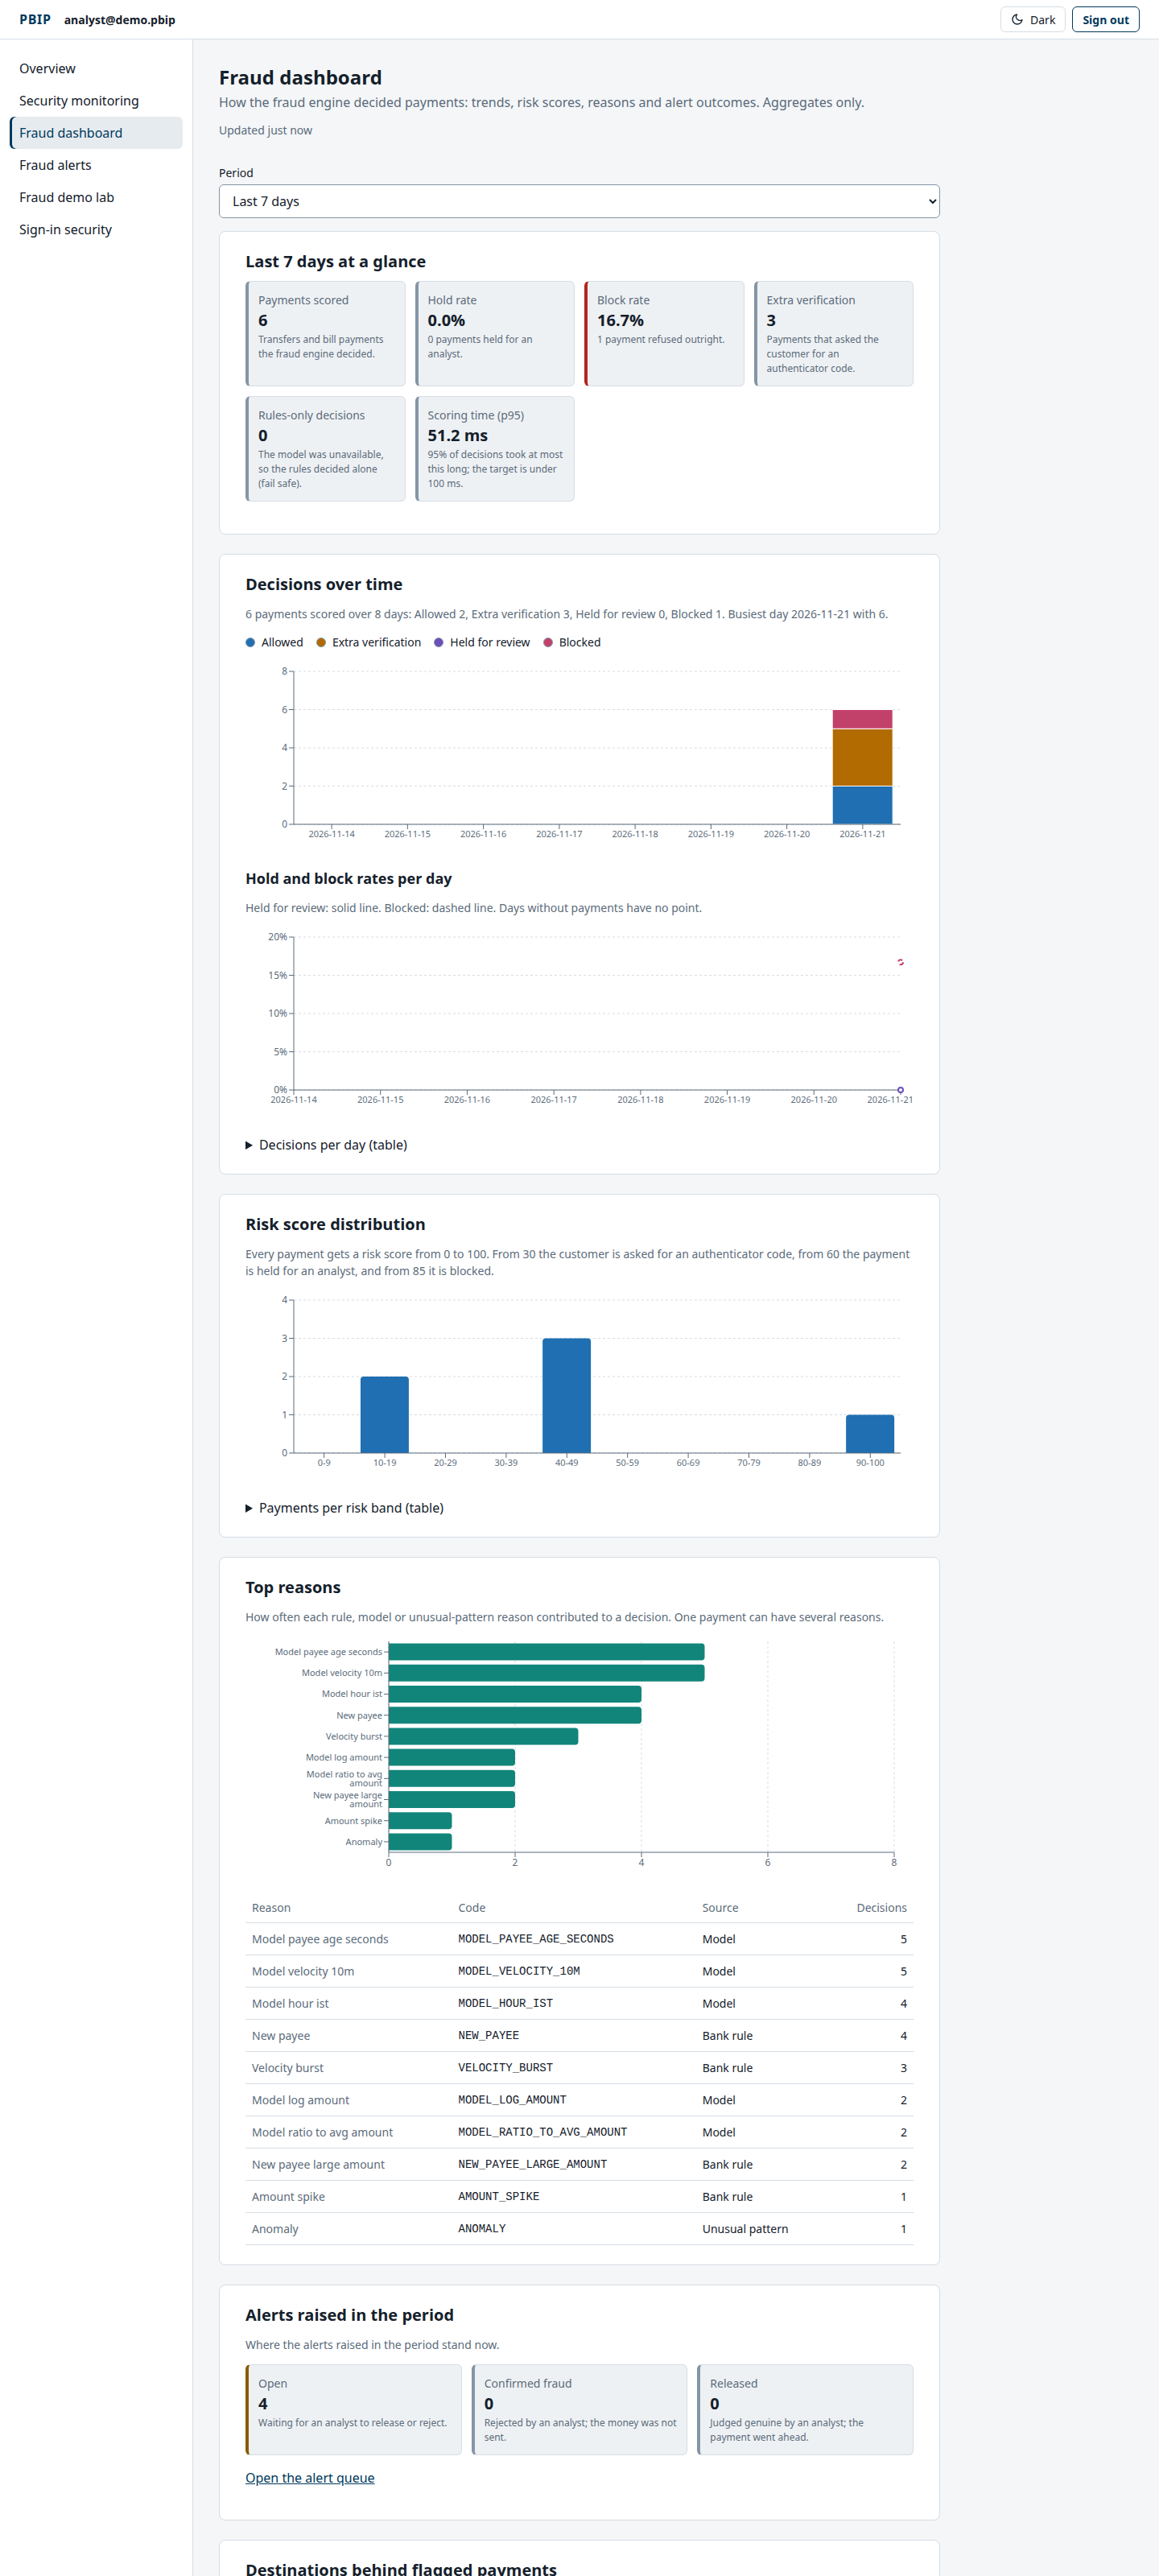 PBIP analyst@demo.pbip Dark Sign out
Overview
Security monitoring
Fraud dashboard
Fraud alerts
Fraud demo lab
Sign-in security
Fraud dashboard
How the fraud engine decided payments: trends, risk scores, reasons and alert outcomes. Aggregates only.
Updated just now
Period
Last 7 days
Last 7 days at a glance
Payments scored
6
Transfers and bill payments
the fraud engine decided.
Hold rate
0.0%
0 payments held for an
analyst.
Block rate
16.7%
1 payment refused outright.
Extra verification
3
Payments that asked the
customer for an
authenticator code.
Rules-only decisions
0
The model was unavailable,
so the rules decided alone
(fail safe).
Scoring time (p95)
51.2 ms
95% of decisions took at most
this long; the target is under
100 ms.
Decisions over time
6 payments scored over 8 days: Allowed 2, Extra verification 3, Held for review 0, Blocked 1. Busiest day 2026-11-21 with 6.
Allowed Extra verification Held for review Blocked
8
6
4
2
0
2026-11-14 2026-11-15 2026-11-16 2026-11-17 2026-11-18 2026-11-19 2026-11-20 2026-11-21
Hold and block rates per day
Held for review: solid line. Blocked: dashed line. Days without payments have no point.
20%
15%
10%
5%
0%
2026-11-14 2026-11-15 2026-11-16 2026-11-17 2026-11-18 2026-11-19 2026-11-20 2026-11-21
Decisions per day (table)
Risk score distribution
Every payment gets a risk score from 0 to 100. From 30 the customer is asked for an authenticator code, from 60 the payment
is held for an analyst, and from 85 it is blocked.
4
3
2
1
0
0-9 10-19 20-29 30-39 40-49 50-59 60-69 70-79 80-89 90-100
Payments per risk band (table)
Top reasons
How often each rule, model or unusual-pattern reason contributed to a decision. One payment can have several reasons.
Model payee age seconds
Model velocity 10m
Model hour ist
New payee
Velocity burst
Model log amount
Model ratio to avg
amount
New payee large
amount
Amount spike
Anomaly
0 2 4 6 8
Reason Code Source Decisions
Model payee age seconds MODEL_PAYEE_AGE_SECONDS Model 5
Model velocity 10m MODEL_VELOCITY_10M Model 5
Model hour ist MODEL_HOUR_IST Model 4
New payee NEW_PAYEE Bank rule 4
Velocity burst VELOCITY_BURST Bank rule 3
Model log amount MODEL_LOG_AMOUNT Model 2
Model ratio to avg amount MODEL_RATIO_TO_AVG_AMOUNT Model 2
New payee large amount NEW_PAYEE_LARGE_AMOUNT Bank rule 2
Amount spike AMOUNT_SPIKE Bank rule 1
Anomaly ANOMALY Unusual pattern 1
Alerts raised in the period
Where the alerts raised in the period stand now.
Open
4
Waiting for an analyst to release or reject.
Confirmed fraud
0
Rejected by an analyst; the money was not
sent.
Released
0
Judged genuine by an analyst; the
payment went ahead.
Open the alert queue
Destinations behind flagged payments